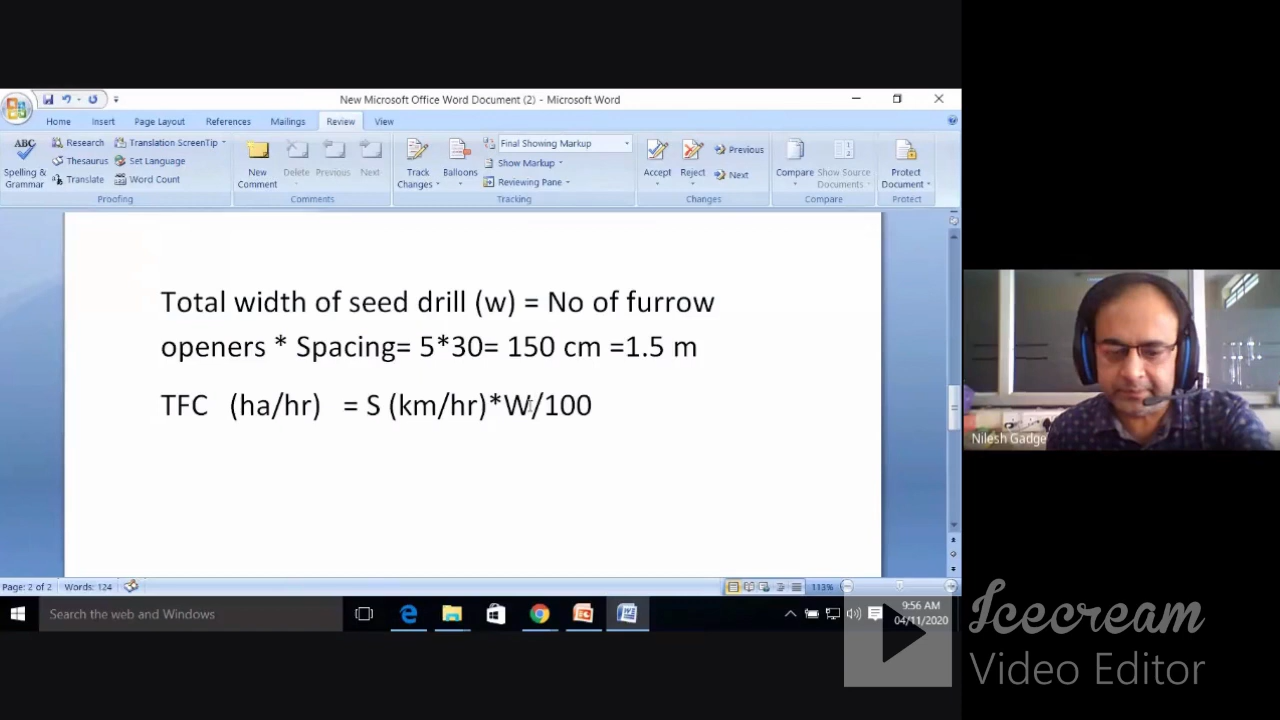 New Microsoft Office Word Document (2) - Microsoft Word
Home Insert Page Layout References Mailings Review View
ABC
Spelling & Grammar
Research
Thesaurus
Translate
Translation ScreenTip
Set Language
Word Count
Proofing
New Comment
Delete
Previous
Next
Comments
Track Changes
Balloons
Final Showing Markup
Show Markup
Reviewing Pane
Tracking
Accept
Reject
Previous
Next
Changes
Compare
Show Source Documents
Compare
Protect Document
Protect
Total width of seed drill (w) = No of furrow
openers * Spacing= 5*30= 150 cm =1.5 m
TFC (ha/hr) = S (km/hr)*W/100
Nilesh Gadge
Page: 2 of 2 Words: 124
113%
Search the web and Windows
9:56 AM
04/11/2020
Icecream
Video Editor